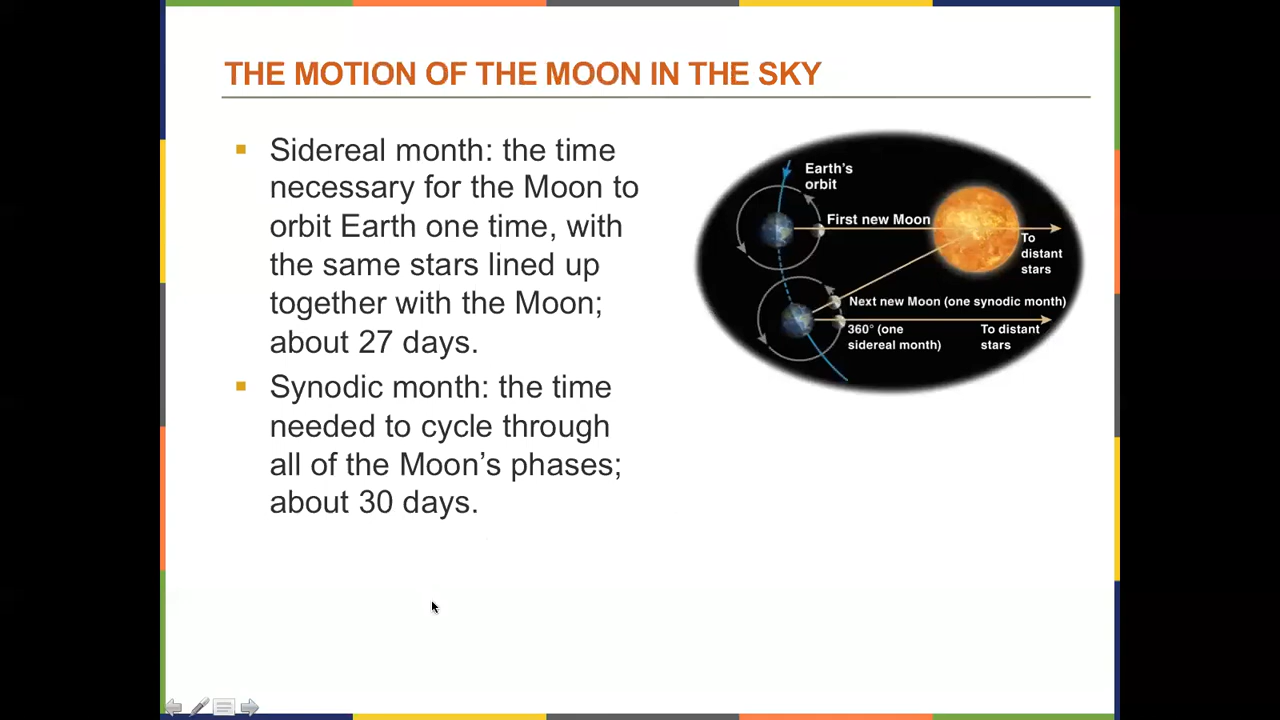 THE MOTION OF THE MOON IN THE SKY
Sidereal month: the time
necessary for the Moon to
orbit Earth one time, with
the same stars lined up
together with the Moon;
about 27 days.
Synodic month: the time
needed to cycle through
all of the Moon’s phases;
about 30 days.
Earth’s
orbit
First new Moon
To
distant
stars
Next new Moon (one synodic month)
360° (one
sidereal month)
To distant
stars